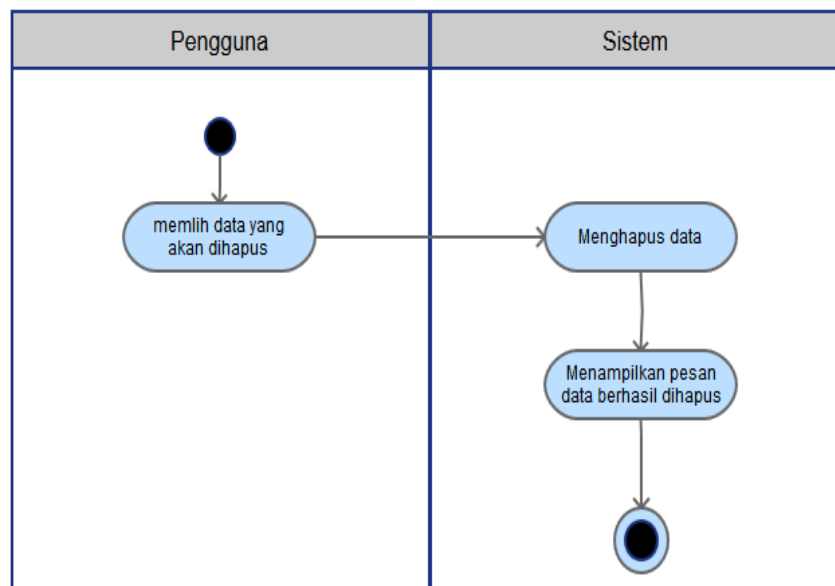 Pengguna
Sistem
memlih data yang
akan dihapus
Menghapus data
Menampilkan pesan
data berhasil dihapus